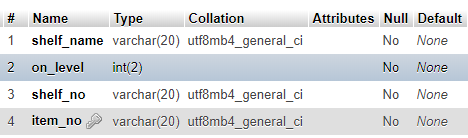 # Name Type Collation Attributes Null Default
1 shelf_name varchar(20) utf8mb4_general_ci No None
2 on_level int(2) No None
3 shelf_no varchar(20) utf8mb4_general_ci No None
4 item_no varchar(20) utf8mb4_general_ci No None